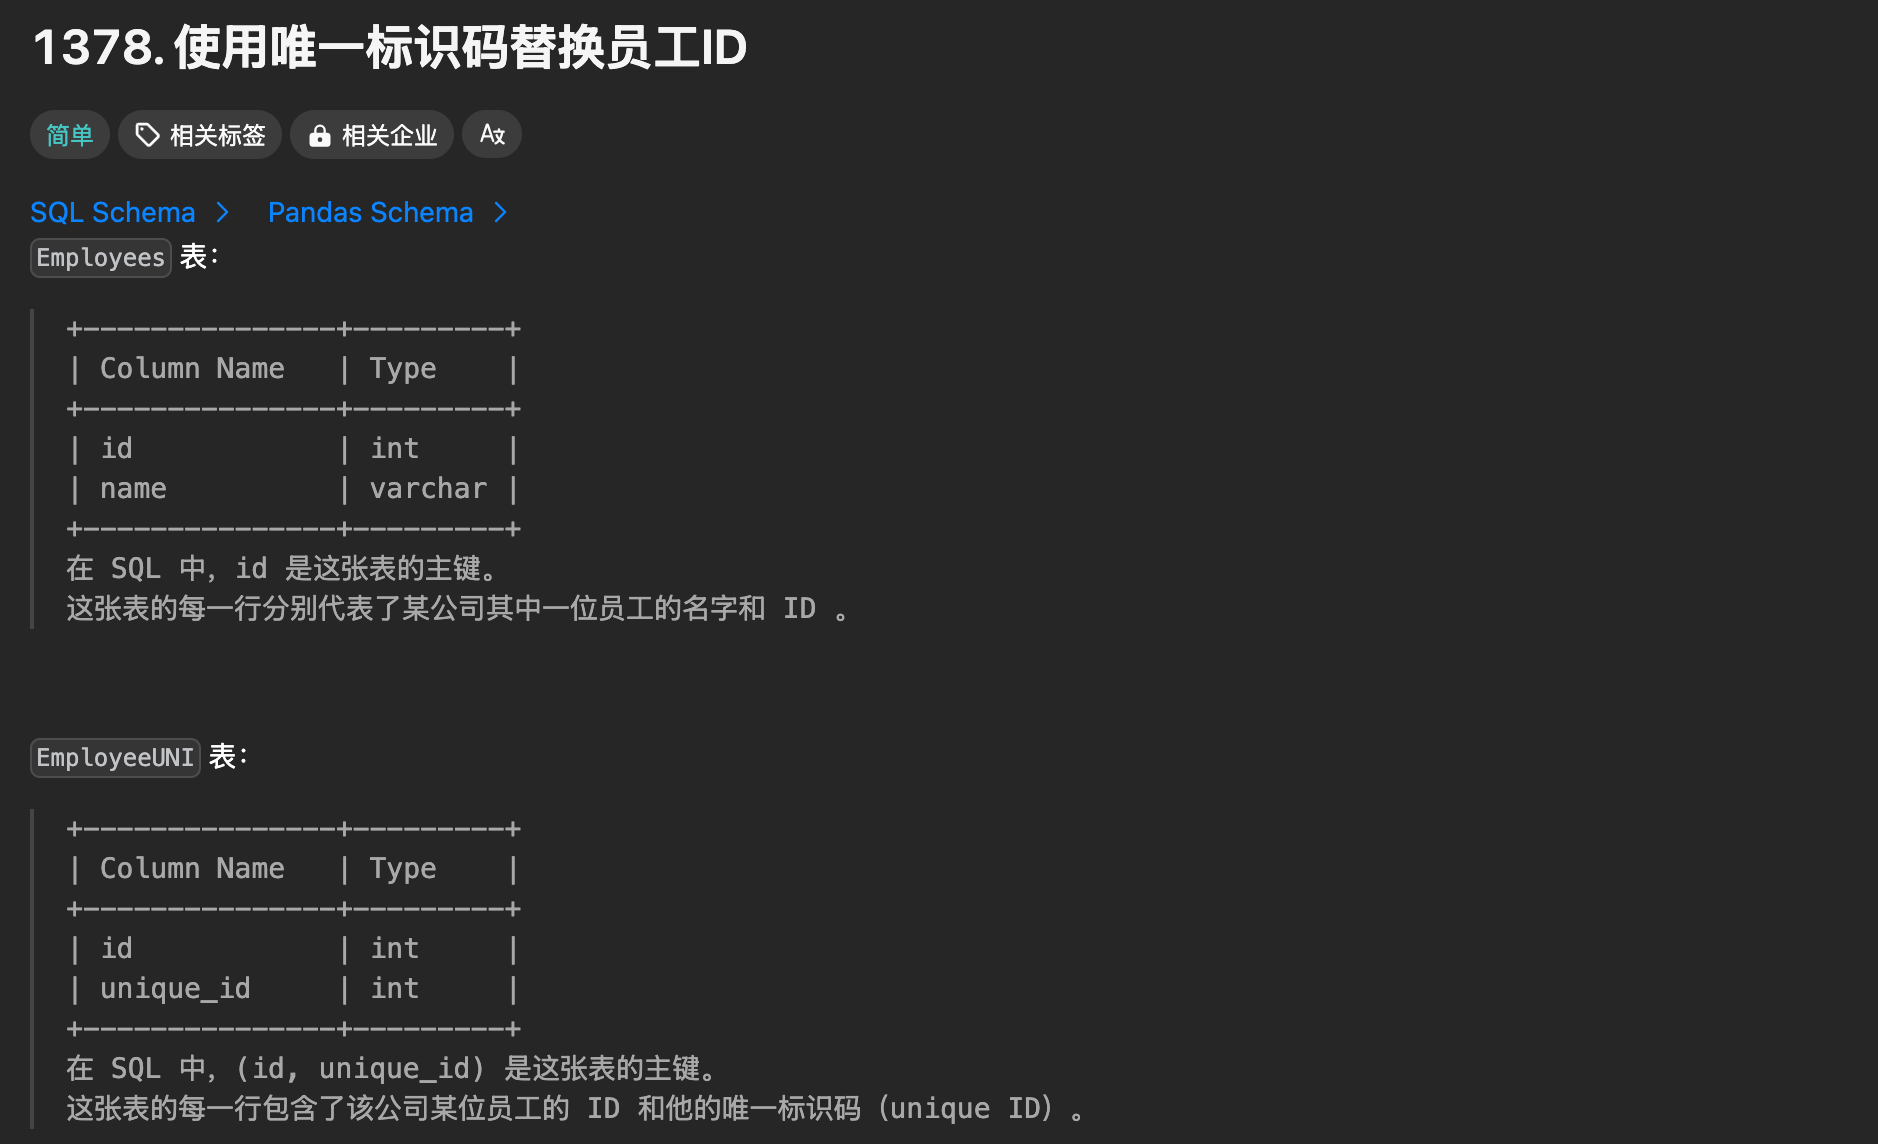 1378. 使用唯一标识码替换员工ID
简单 相关标签 相关企业
SQL Schema > Pandas Schema >
Employees 表：
+---------------+---------+
| Column Name   | Type    |
+---------------+---------+
| id            | int     |
| name          | varchar |
+---------------+---------+
在 SQL 中，id 是这张表的主键。
这张表的每一行分别代表了某公司其中一位员工的名字和 ID 。
EmployeeUNI 表：
+---------------+---------+
| Column Name   | Type    |
+---------------+---------+
| id            | int     |
| unique_id     | int     |
+---------------+---------+
在 SQL 中，(id, unique_id) 是这张表的主键。
这张表的每一行包含了该公司某位员工的 ID 和他的唯一标识码（unique ID）。